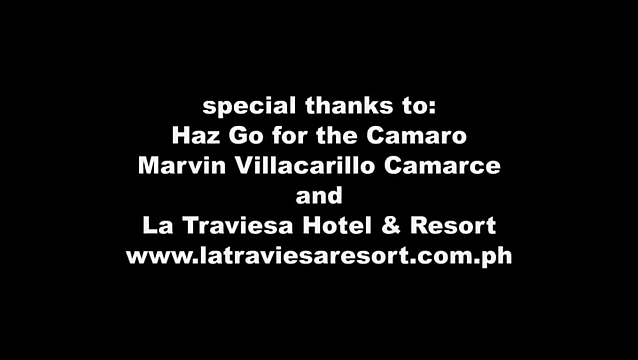 special thanks to:
Haz Go for the Camaro
Marvin Villacarillo Camarce
and
La Traviesa Hotel & Resort
www.latraviesaresort.com.ph